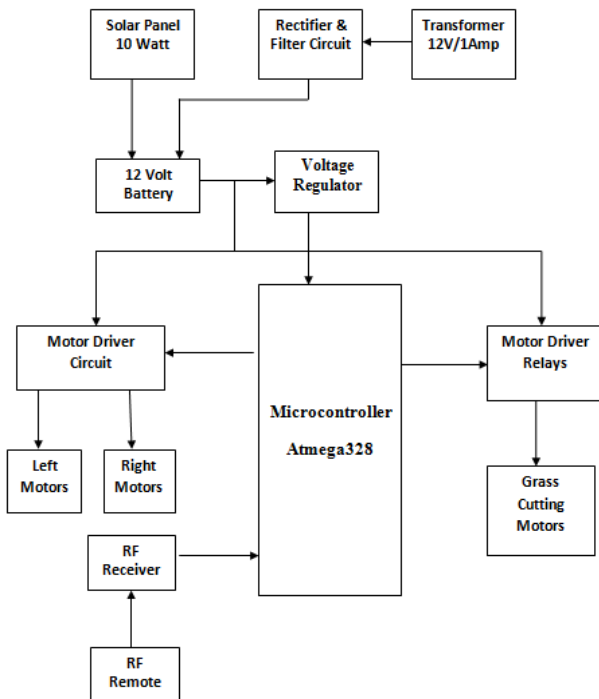 Solar Panel
10 Watt
Rectifier &
Filter Circuit
Transformer
12V/1Amp
12 Volt
Battery
Voltage
Regulator
Motor Driver
Circuit
Microcontroller
Atmega328
Motor Driver
Relays
Left
Motors
Right
Motors
Grass
Cutting
Motors
RF
Receiver
RF
Remote